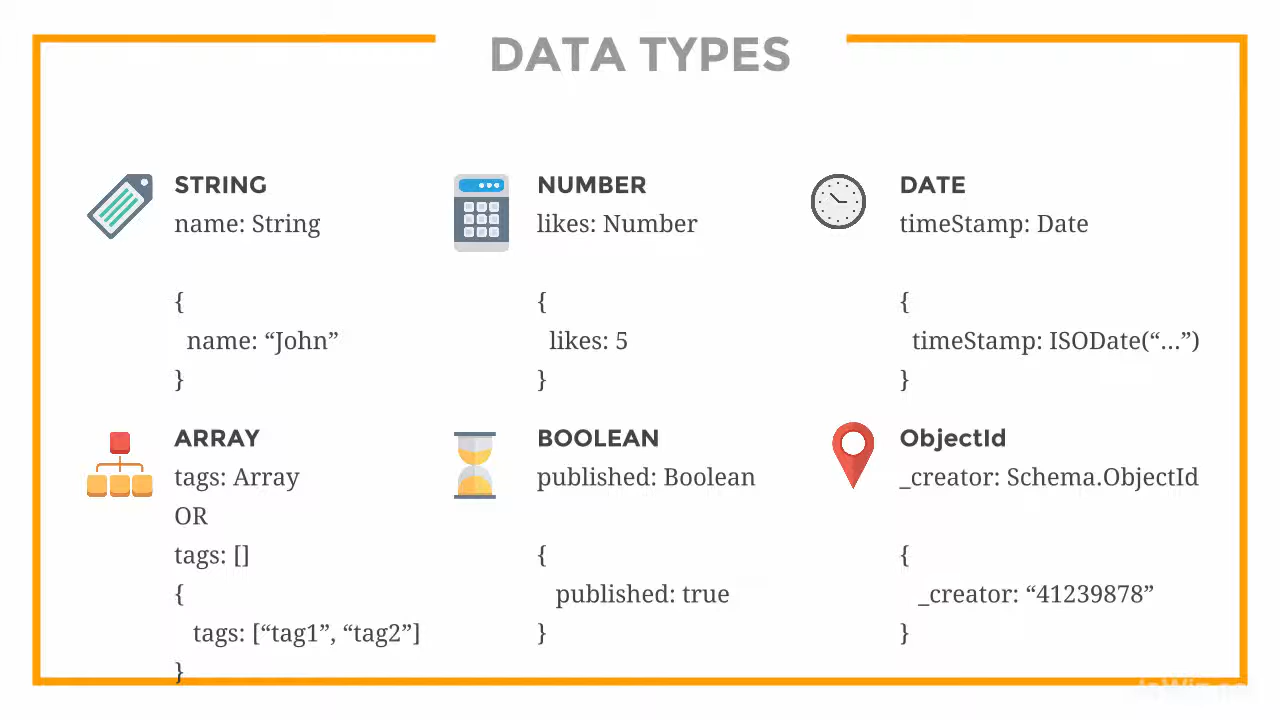 DATA TYPES
STRING
name: String
{
name: “John”
}
NUMBER
likes: Number
{
likes: 5
}
DATE
timeStamp: Date
{
timeStamp: ISODate(“...”)
}
ARRAY
tags: Array
OR
tags: []
{
tags: [“tag1”, “tag2”]
}
BOOLEAN
published: Boolean
{
published: true
}
ObjectId
_creator: Schema.ObjectId
{
_creator: “41239878”
}